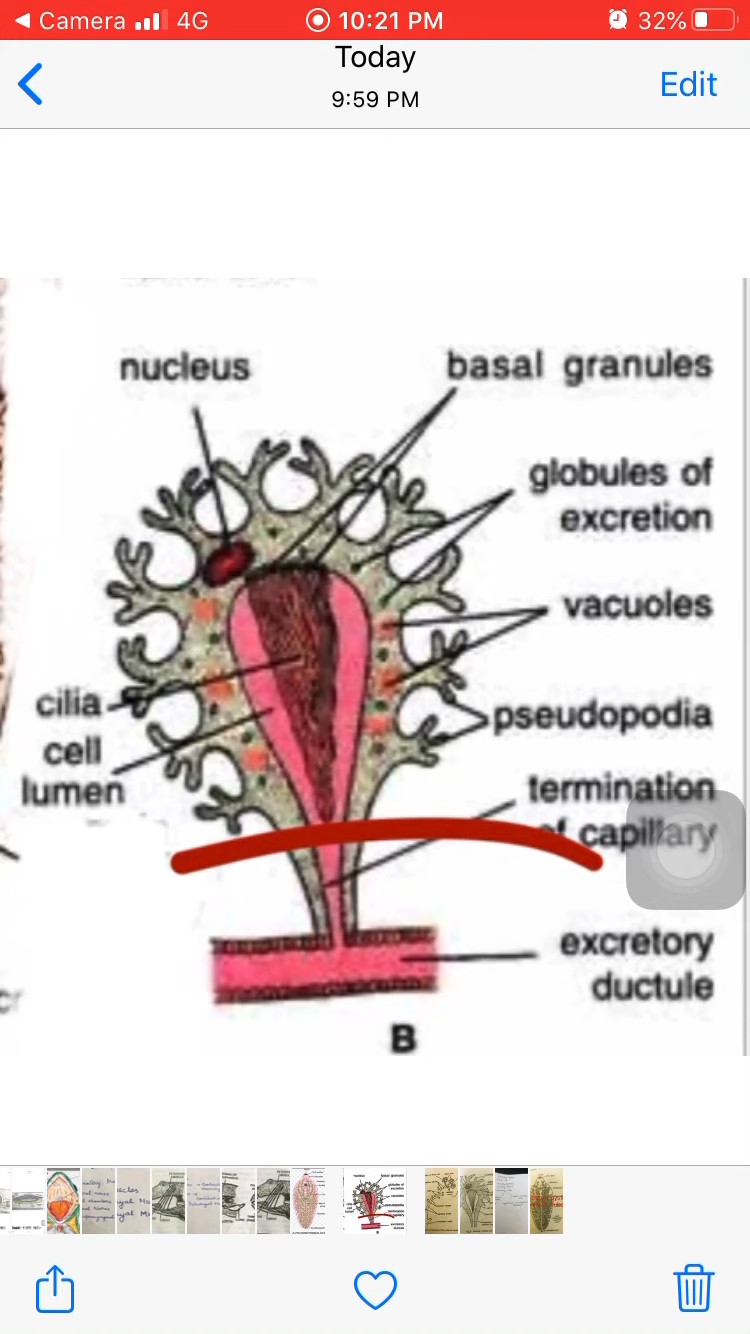 Camera 4G 10:21 PM 32%
Today
9:59 PM
Edit
nucleus
basal granules
globules of
excretion
vacuoles
cilia
pseudopodia
cell
lumen
termination
of capillary
excretory
ductule
B